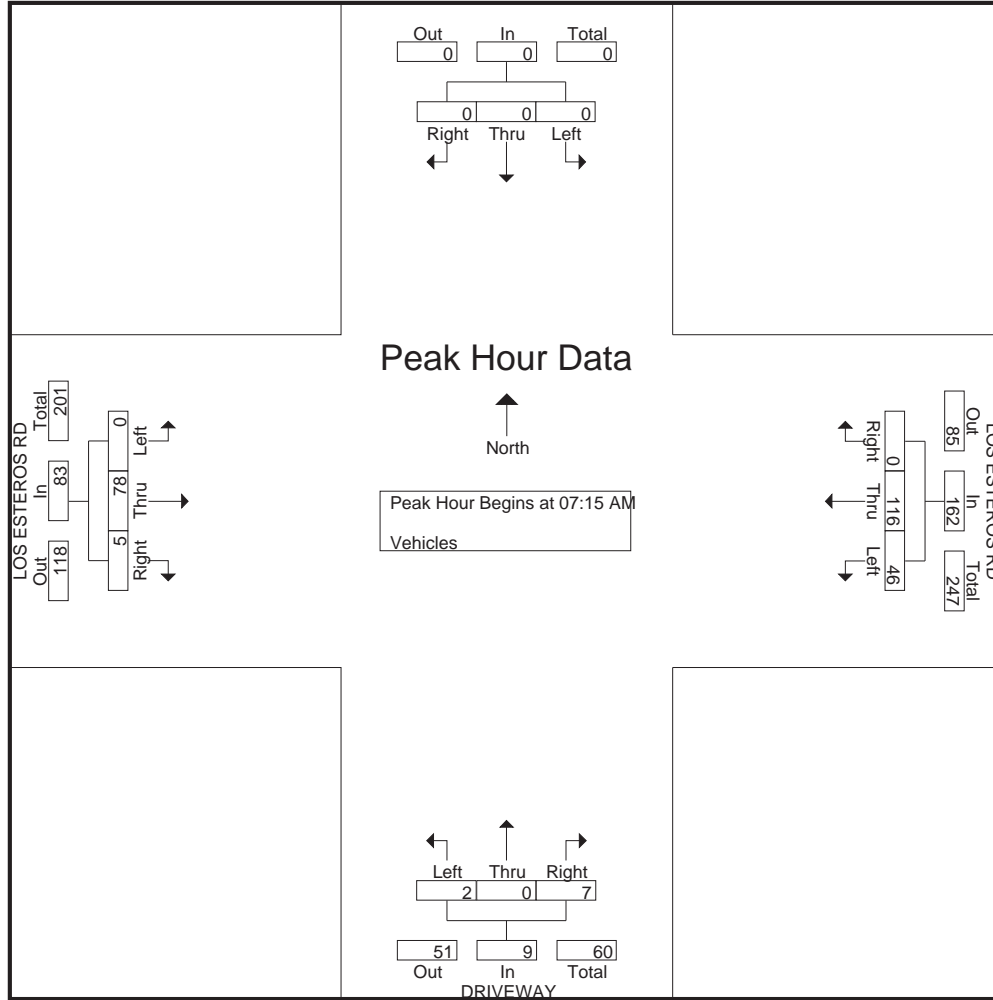 Out In Total
0 0 0
0 0 0
Right Thru Left
Peak Hour Data
North
Peak Hour Begins at 07:15 AM
Vehicles
LOS ESTEROS RD
Out In Total
118 83 201
5 78 0
Right Thru Left
LOS ESTEROS RD
Out In Total
85 162 247
0 116 46
Right Thru Left
Left Thru Right
2 0 7
51 9 60
Out In Total
DRIVEWAY